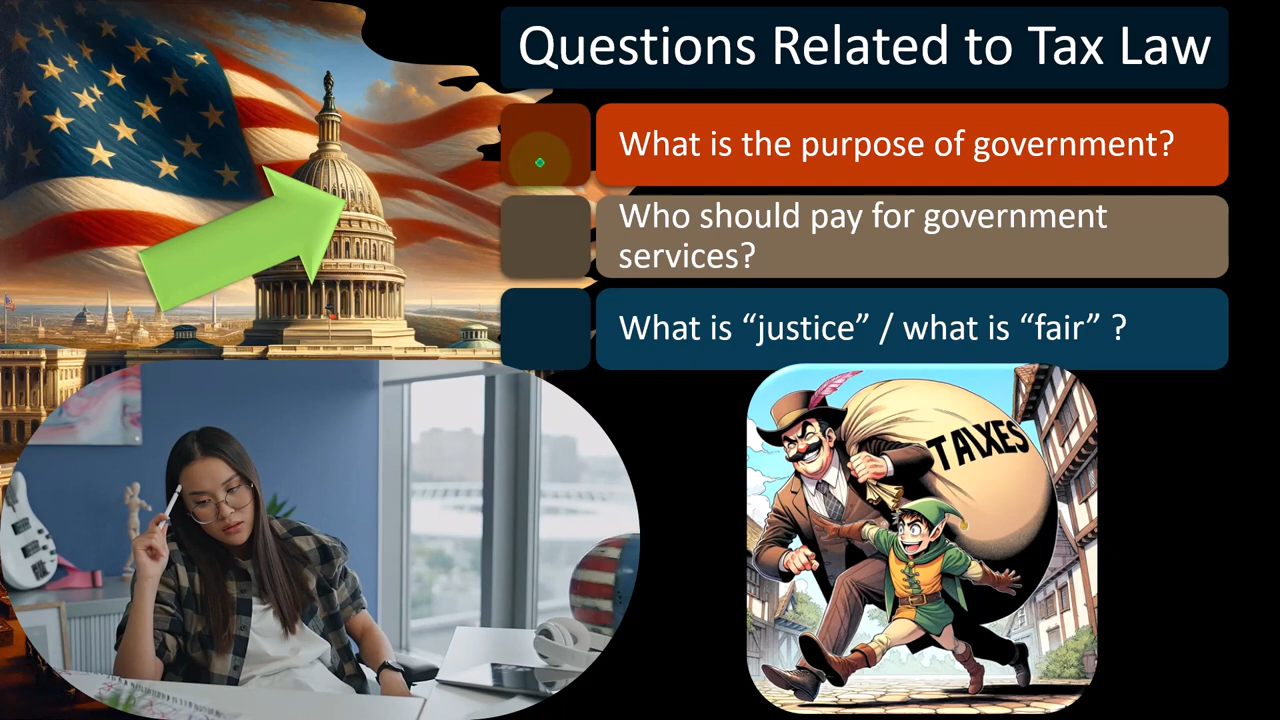 Questions Related to Tax Law
What is the purpose of government?
Who should pay for government
services?
What is “justice” / what is “fair” ?
TAXES